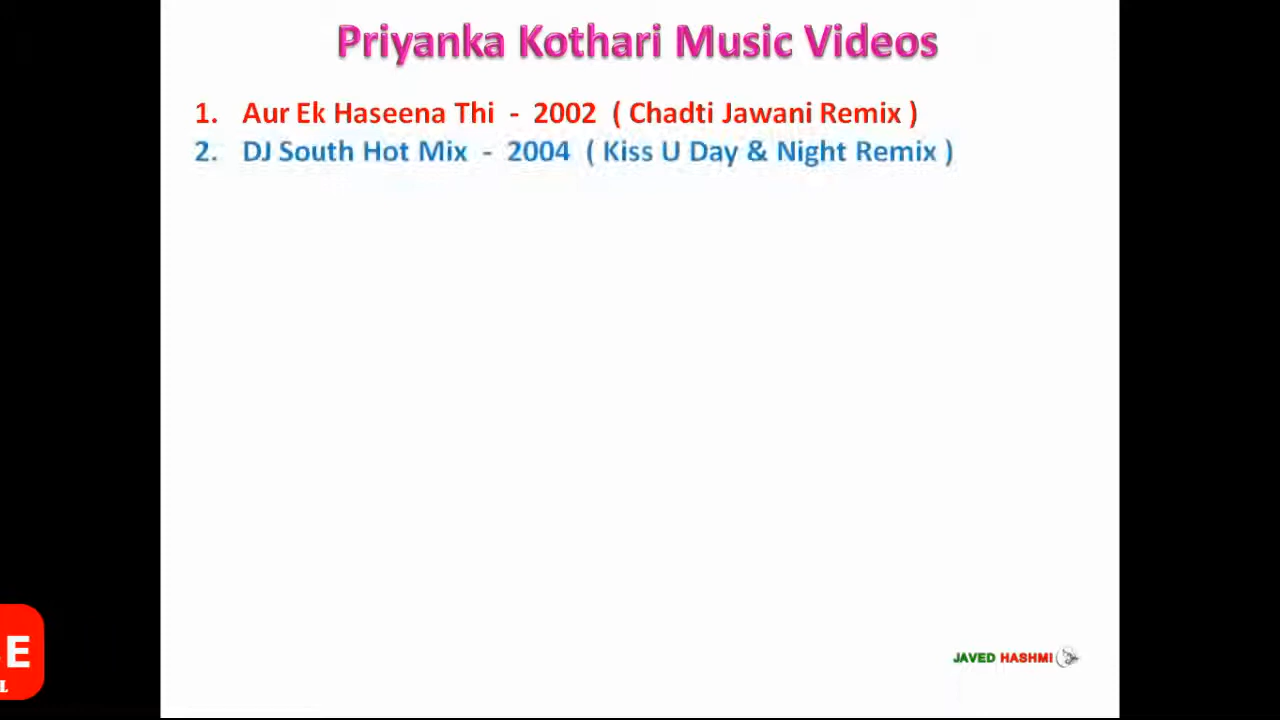 Priyanka Kothari Music Videos
1. Aur Ek Haseena Thi - 2002 ( Chadti Jawani Remix )
2. DJ South Hot Mix - 2004 ( Kiss U Day & Night Remix )
E
L
JAVED HASHMI